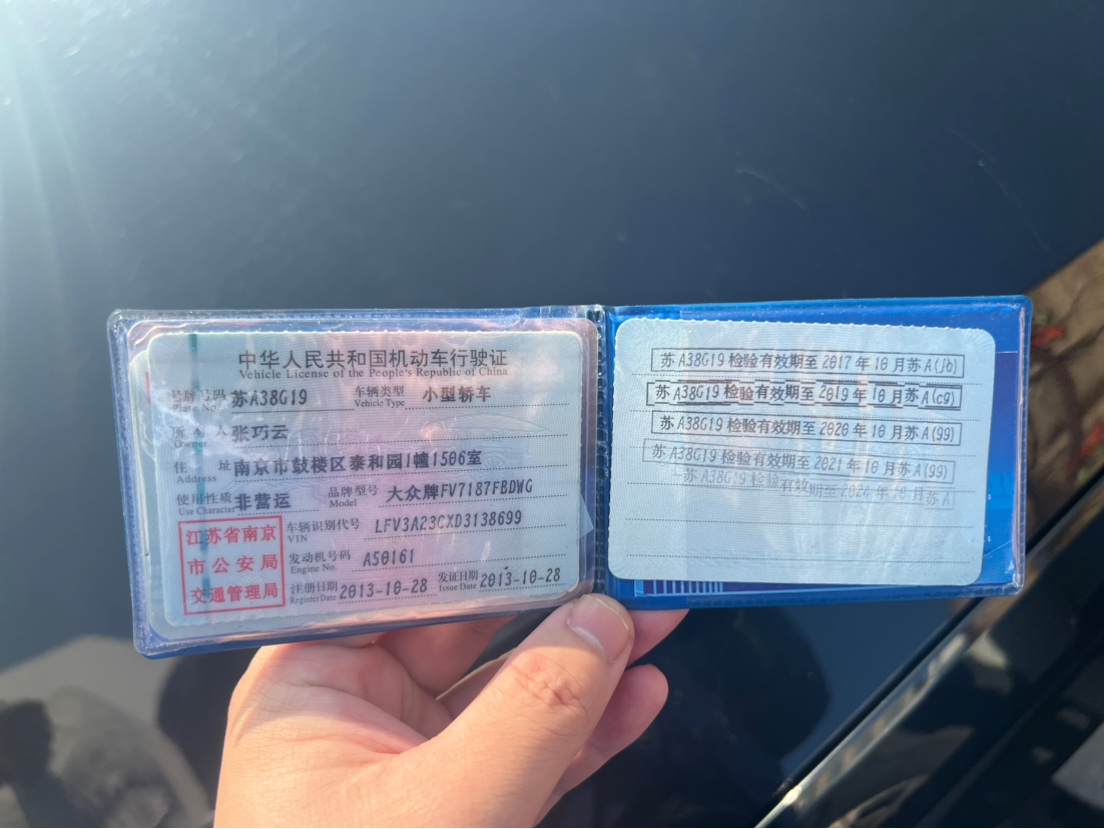 中华人民共和国机动车行驶证
Vehicle License of the People's Republic of China
号牌号码 苏A38G19 车辆类型 小型轿车
Plate No. Vehicle Type
所有人 张巧云
Owner
住址 南京市鼓楼区泰和园1幢1506室
Address
使用性质 非营运 品牌型号 大众牌FV7187FBDWG
Use Character Model
江苏省南京
市公安局
交通管理局
车辆识别代号 LFV3A23CXD3138699
VIN
发动机号码 A50161
Engine No.
注册日期 2013-10-28 发证日期 2013-10-28
Register Date Issue Date
苏A38G19 检验有效期至 2017年10月苏A(jb)
苏A38G19 检验有效期至 2019年10月苏A(c9)
苏A38G19 检验有效期至 2020年10月苏A(99)
苏A38G19 检验有效期至 2021年10月苏A(99)
苏A38G19 检验有效期至 2024年10月苏A